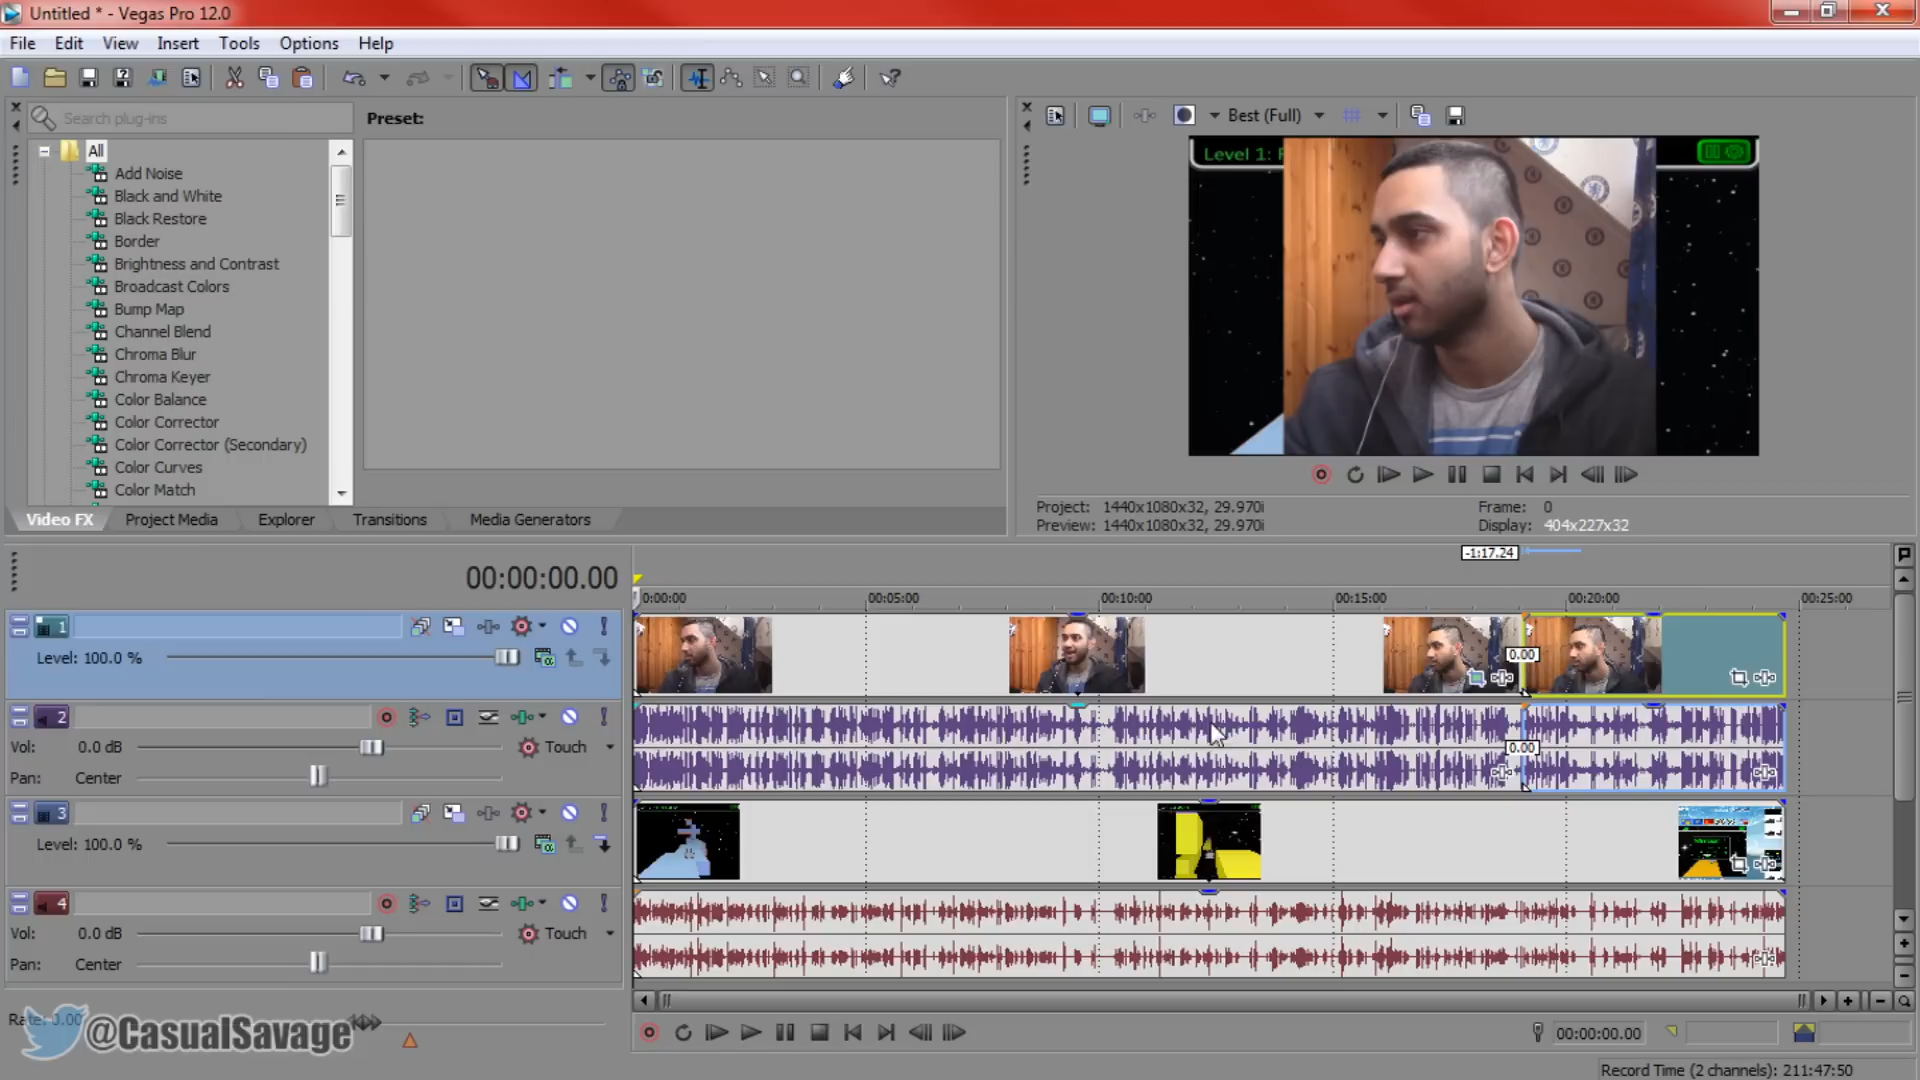 Untitled * - Vegas Pro 12.0
File Edit View Insert Tools Options Help
Search plug-ins
Preset:
Best (Full)
All
Add Noise
Black and White
Black Restore
Border
Brightness and Contrast
Broadcast Colors
Bump Map
Channel Blend
Chroma Blur
Chroma Keyer
Color Balance
Color Corrector
Color Corrector (Secondary)
Color Curves
Color Match
Level 1:
Video FX Project Media Explorer Transitions Media Generators
Project: 1440x1080x32, 29.970i Frame: 0
Preview: 1440x1080x32, 29.970i Display: 404x227x32
-1:17.24
00:00:00.00
0:00:00 00:05:00 00:10:00 00:15:00 00:20:00 00:25:00
1
Level: 100.0 %
0.00
2
Vol: 0.0 dB Touch
0.00
Pan: Center
3
Level: 100.0 %
4
Vol: 0.0 dB Touch
Pan: Center
Rate: 0.00
@CasualSavage
00:00:00.00
Record Time (2 channels): 211:47:50